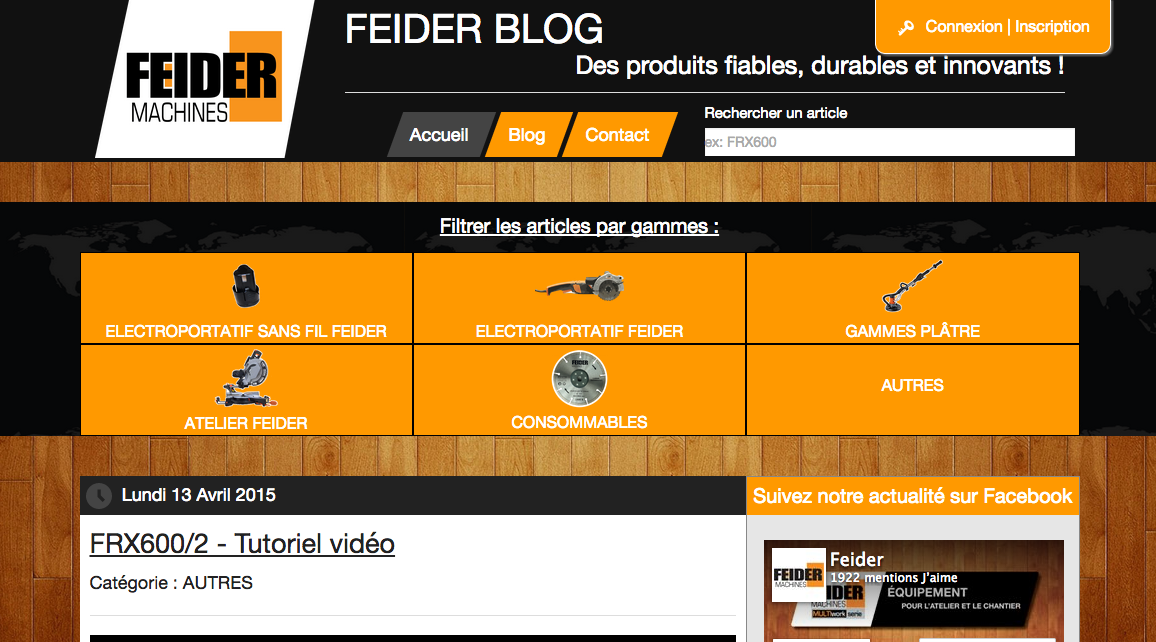 FEIDER
MACHINES
FEIDER BLOG
Des produits fiables, durables et innovants !
Connexion | Inscription
Accueil
Blog
Contact
Rechercher un article
ex: FRX600
Filtrer les articles par gammes :
ELECTROPORTATIF SANS FIL FEIDER
ELECTROPORTATIF FEIDER
GAMMES PLÂTRE
ATELIER FEIDER
FEIDER
CONSOMMABLES
AUTRES
Lundi 13 Avril 2015
FRX600/2 - Tutoriel vidéo
Catégorie : AUTRES
Suivez notre actualité sur Facebook
FEIDER
MACHINES
Feider
1922 mentions J'aime
IDER
MACHINES
MULTIwork serie
ÉQUIPEMENT
POUR L'ATELIER ET LE CHANTIER